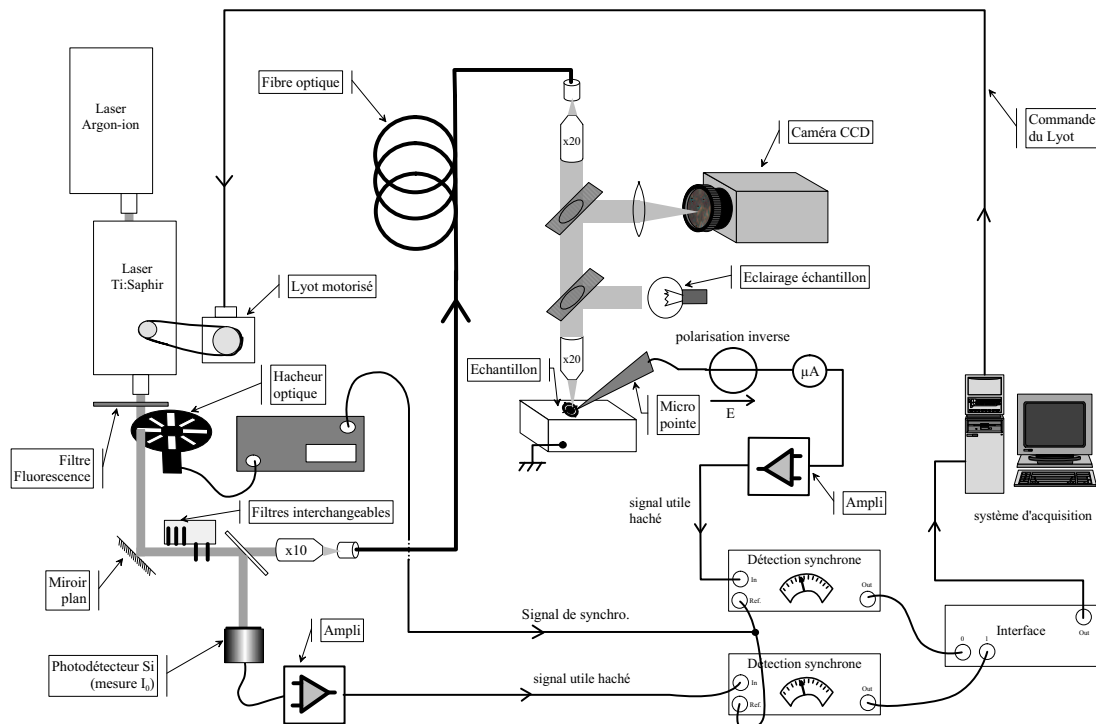 Laser
Argon-ion
Fibre optique
x20
Caméra CCD
Commande
du Lyot
Laser
Ti:Saphir
Lyot motorisé
Eclairage échantillon
polarisation inverse
x20
Echantillon
µA
Hacheur
optique
Micro
pointe
E
Filtre
Fluorescence
Ampli
signal utile
haché
système d'acquisition
Filtres interchangeables
x10
Miroir
plan
Détection synchrone
In
Ref.
Out
Signal de synchro.
Interface
0
1
Out
Ampli
Photodétecteur Si
(mesure I₀)
signal utile haché
Détection synchrone
In
Ref.
Out